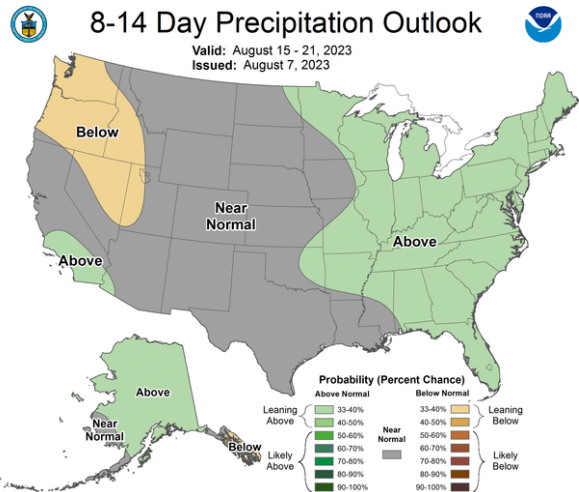 8-14 Day Precipitation Outlook
Valid: August 15 - 21, 2023
Issued: August 7, 2023
NOAA
Below
Near
Normal
Above
Above
Above
Near
Normal
Below
Probability (Percent Chance)
Above Normal
Below Normal
Leaning
Above
33-40%
40-50%
Likely
Above
50-60%
60-70%
70-80%
80-90%
90-100%
Near
Normal
33-40%
40-50%
Leaning
Below
50-60%
60-70%
70-80%
80-90%
90-100%
Likely
Below